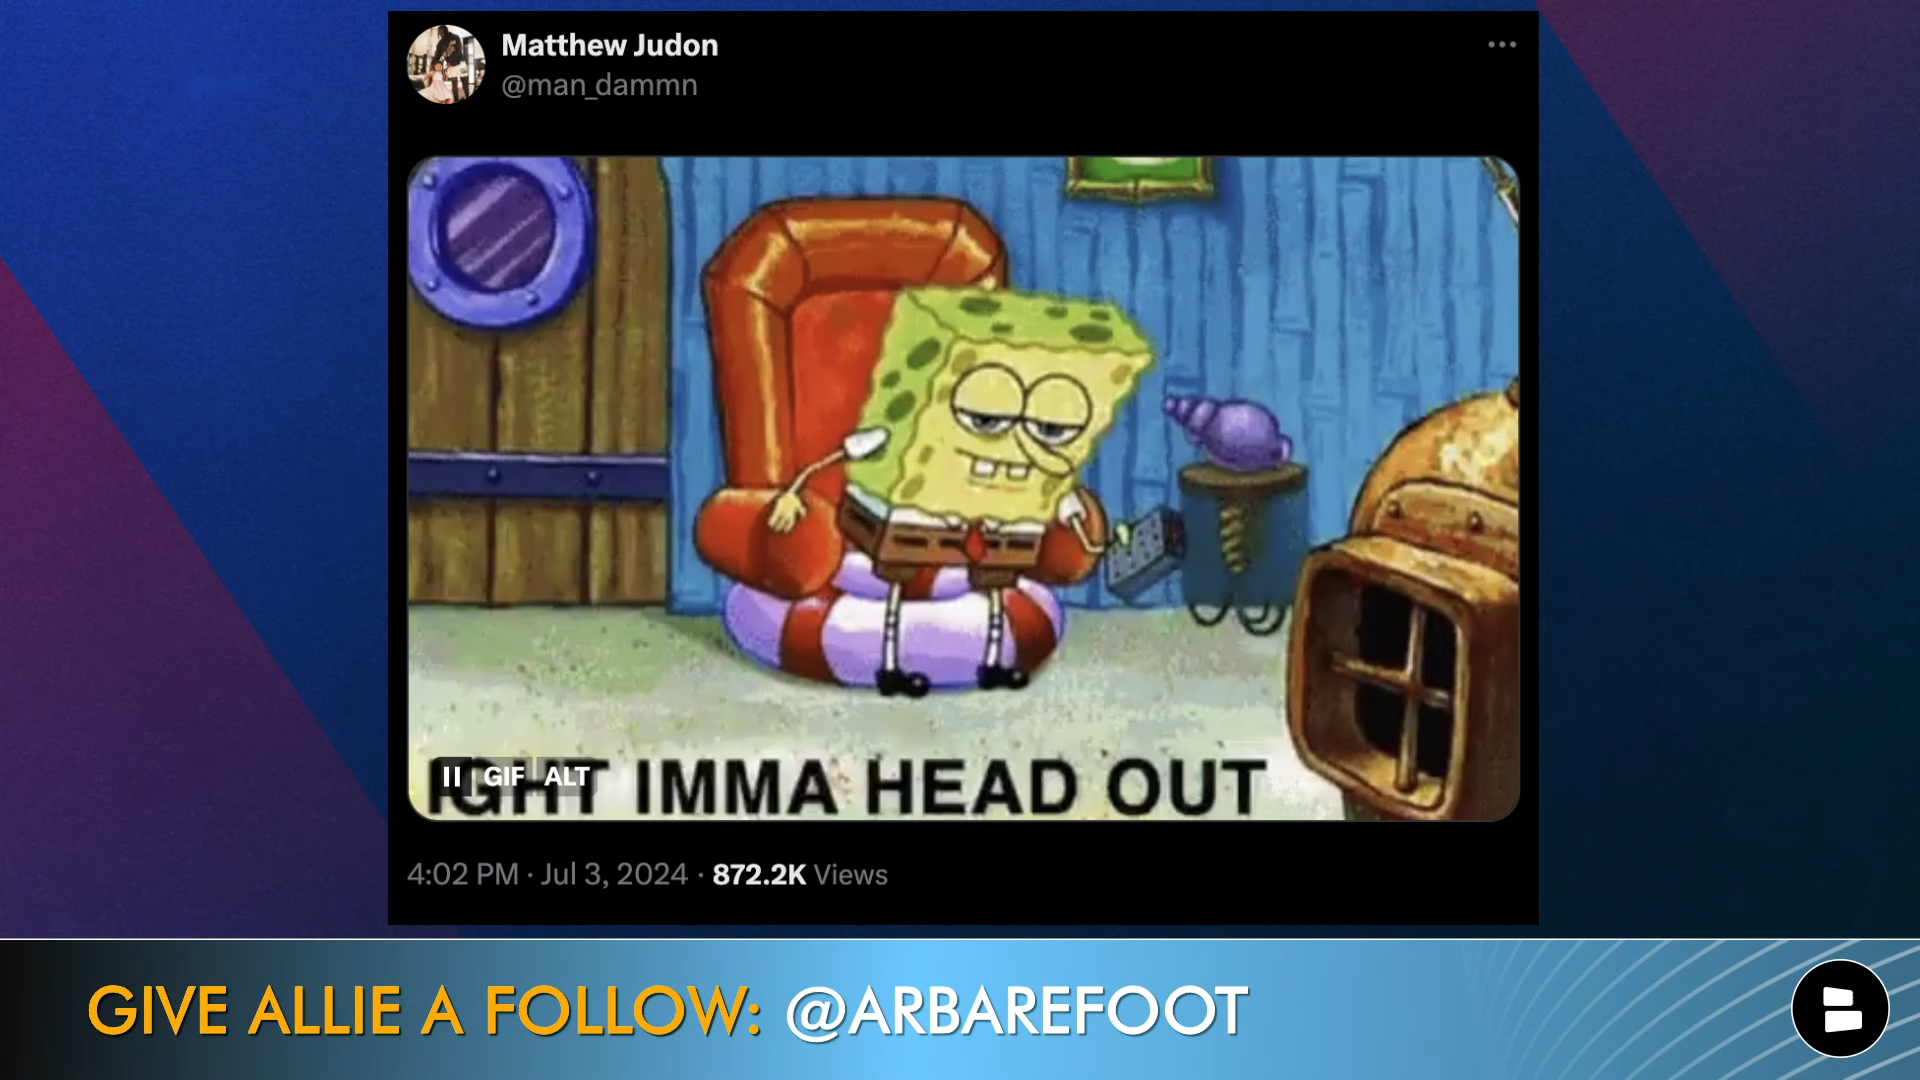 Matthew Judon
@man_dammn
IGHT IMMA HEAD OUT
GIF ALT
4:02 PM · Jul 3, 2024 · 872.2K Views
GIVE ALLIE A FOLLOW: @ARBAREFOOT